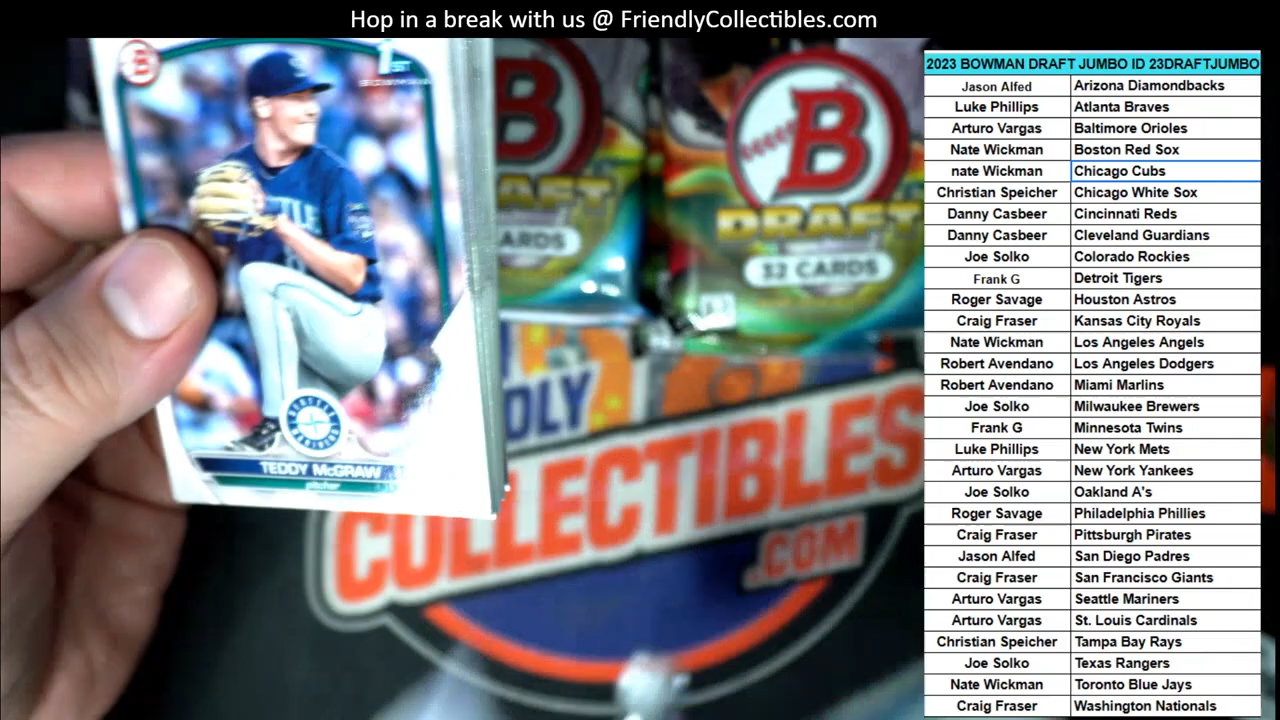 Hop in a break with us @ FriendlyCollectibles.com
1ST
BOWMAN
B
TEDDY McGRAW
pitcher
B
DRAFT
32 CARDS
CARDS
COLLECTIBLES
.COM
2023 BOWMAN DRAFT JUMBO ID 23DRAFTJUMBO
Jason Alfed Arizona Diamondbacks
Luke Phillips Atlanta Braves
Arturo Vargas Baltimore Orioles
Nate Wickman Boston Red Sox
nate Wickman Chicago Cubs
Christian Speicher Chicago White Sox
Danny Casbeer Cincinnati Reds
Danny Casbeer Cleveland Guardians
Joe Solko Colorado Rockies
Frank G Detroit Tigers
Roger Savage Houston Astros
Craig Fraser Kansas City Royals
Nate Wickman Los Angeles Angels
Robert Avendano Los Angeles Dodgers
Robert Avendano Miami Marlins
Joe Solko Milwaukee Brewers
Frank G Minnesota Twins
Luke Phillips New York Mets
Arturo Vargas New York Yankees
Joe Solko Oakland A's
Roger Savage Philadelphia Phillies
Craig Fraser Pittsburgh Pirates
Jason Alfed San Diego Padres
Craig Fraser San Francisco Giants
Arturo Vargas Seattle Mariners
Arturo Vargas St. Louis Cardinals
Christian Speicher Tampa Bay Rays
Joe Solko Texas Rangers
Nate Wickman Toronto Blue Jays
Craig Fraser Washington Nationals